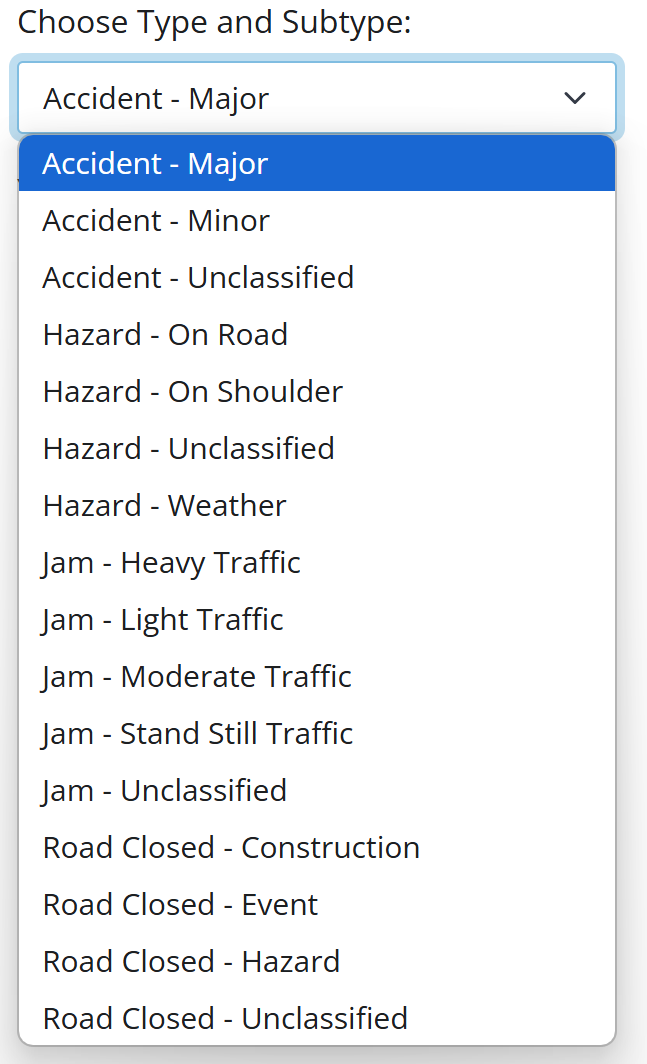 Choose Type and Subtype:
Accident - Major
Accident - Major
Accident - Minor
Accident - Unclassified
Hazard - On Road
Hazard - On Shoulder
Hazard - Unclassified
Hazard - Weather
Jam - Heavy Traffic
Jam - Light Traffic
Jam - Moderate Traffic
Jam - Stand Still Traffic
Jam - Unclassified
Road Closed - Construction
Road Closed - Event
Road Closed - Hazard
Road Closed - Unclassified